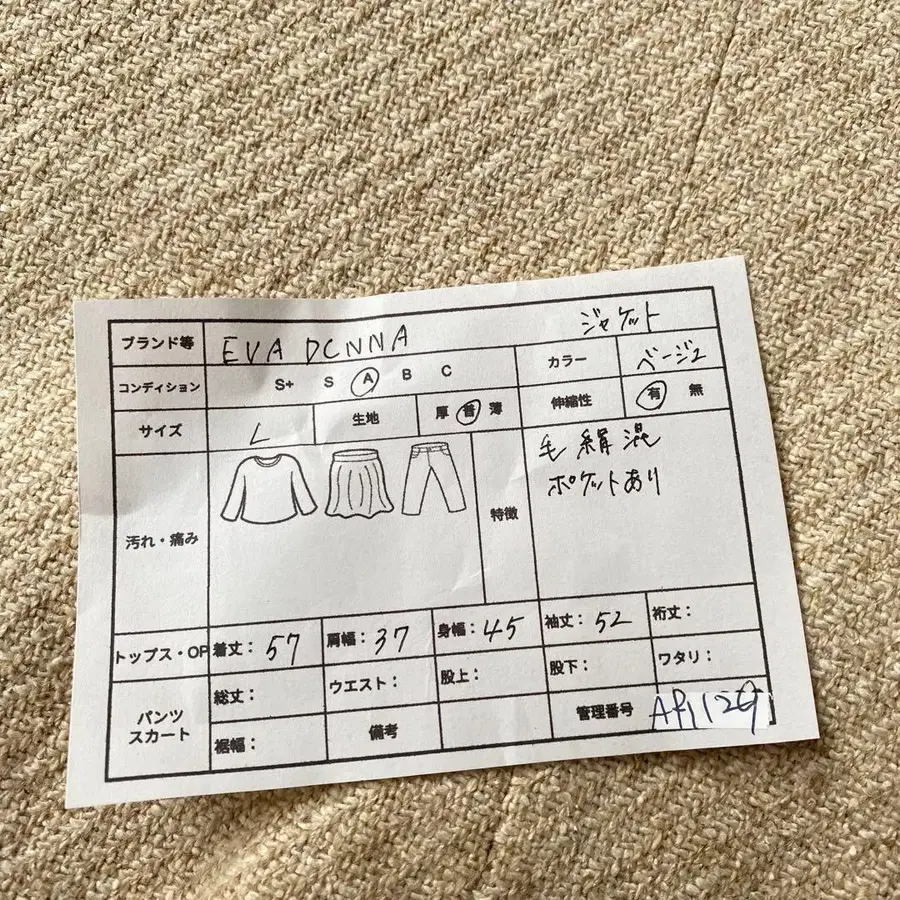 ブランド等 EVA DONNA ジャケット
コンディション S+ S A B C カラー ベージュ
サイズ L 生地 厚 普 薄 伸縮性 有 無
汚れ・痛み 特徴 毛 絹 混
ポケットあり
トップス・OP 着丈： 57 肩幅： 37 身幅： 45 袖丈： 52 裄丈：
パンツ スカート 総丈： ウエスト： 股上： 股下： ワタリ：
裾幅： 備考 管理番号 AP1129